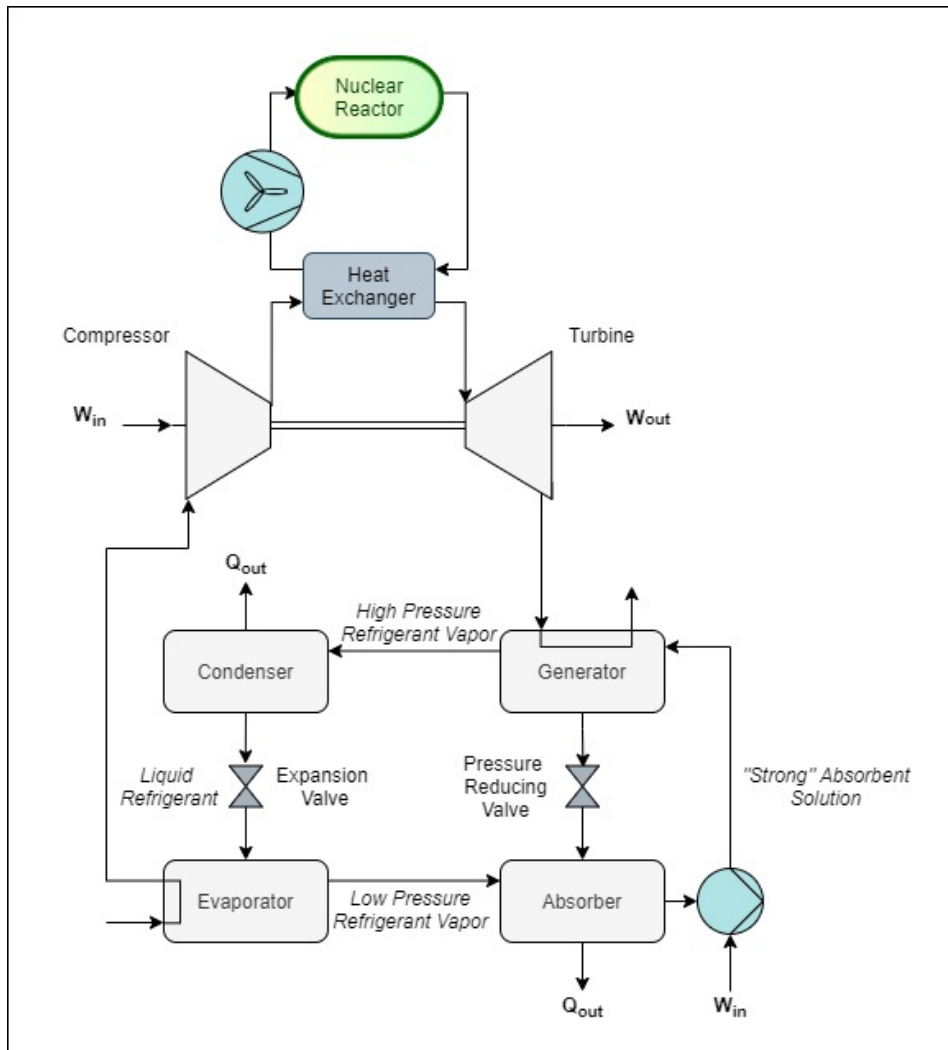 Nuclear
Reactor
Heat
Exchanger
Compressor
Turbine
Win
Wout
Qout
High Pressure
Refrigerant Vapor
Condenser
Generator
Liquid
Refrigerant
Expansion
Valve
Pressure
Reducing
Valve
"Strong" Absorbent
Solution
Evaporator
Low Pressure
Refrigerant Vapor
Absorber
Qout
Win